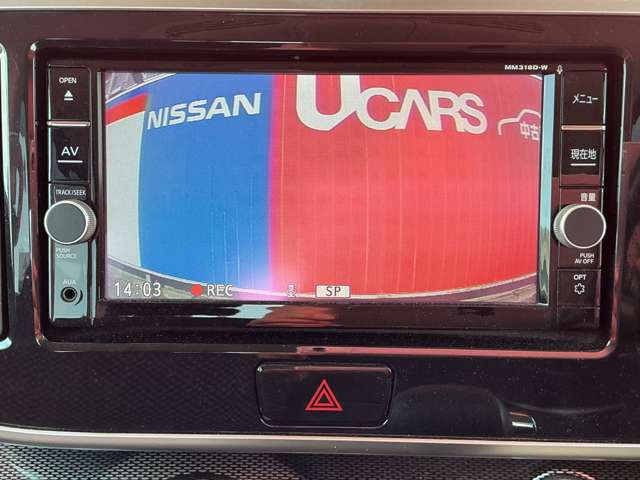 MM318D-W
OPEN
AV
TRACK/SEEK
PUSH
SOURCE
AUX
NISSAN
UCARS
中古
14:03
REC
SP
メニュー
現在地
音量
PUSH
AV OFF
OPT